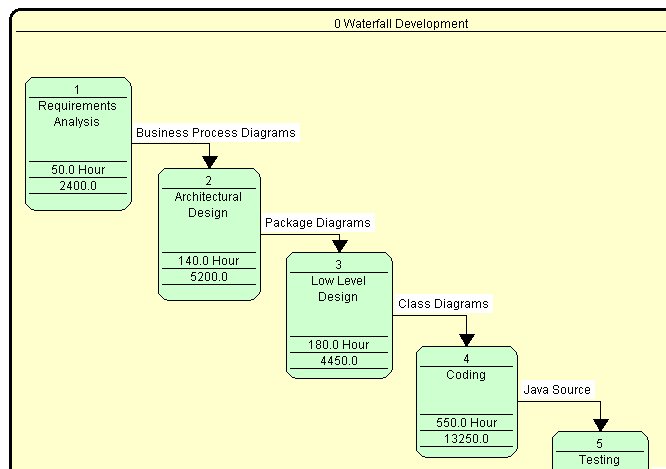 0 Waterfall Development
1
Requirements
Analysis
50.0 Hour
2400.0
Business Process Diagrams
2
Architectural
Design
140.0 Hour
5200.0
Package Diagrams
3
Low Level
Design
180.0 Hour
4450.0
Class Diagrams
4
Coding
550.0 Hour
13250.0
Java Source
5
Testing